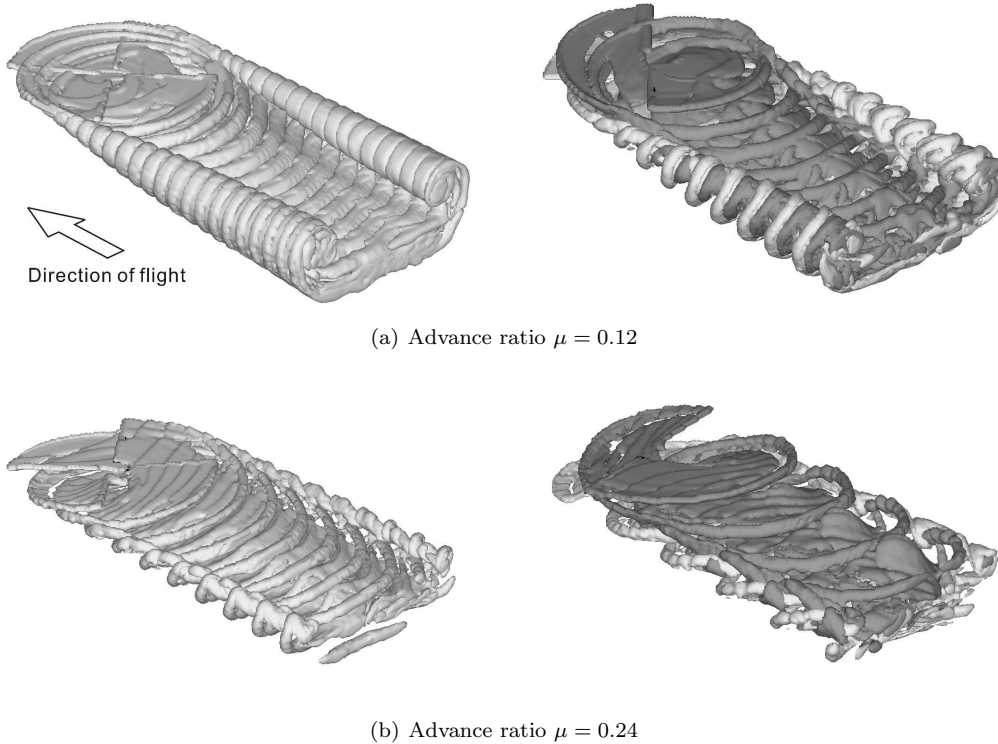 Direction of flight
(a) Advance ratio μ = 0.12
(b) Advance ratio μ = 0.24